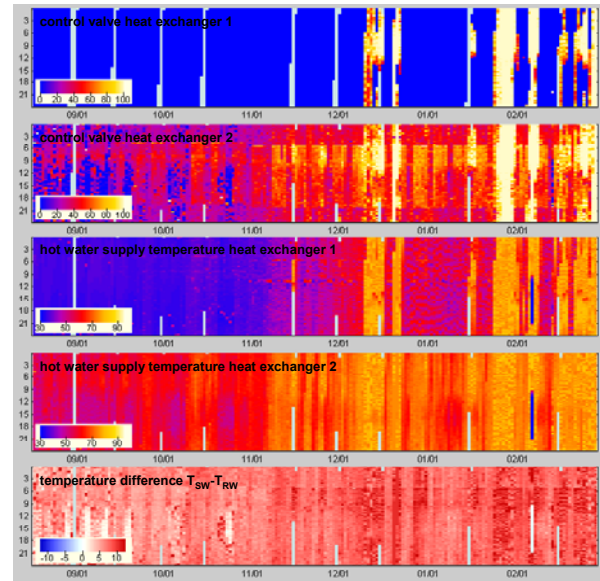 control valve heat exchanger 1
3
6
9
12
15
18
21
0 20 40 60 80 100
09/01 10/01 11/01 12/01 01/01 02/01
control valve heat exchanger 2
3
6
9
12
15
18
21
0 20 40 60 80 100
09/01 10/01 11/01 12/01 01/01 02/01
hot water supply temperature heat exchanger 1
3
6
9
12
15
18
21
30 50 70 90
09/01 10/01 11/01 12/01 01/01 02/01
hot water supply temperature heat exchanger 2
3
6
9
12
15
18
21
30 50 70 90
09/01 10/01 11/01 12/01 01/01 02/01
temperature difference T_SW-T_RW
3
6
9
12
15
18
21
-10 -5 0 5 10
09/01 10/01 11/01 12/01 01/01 02/01